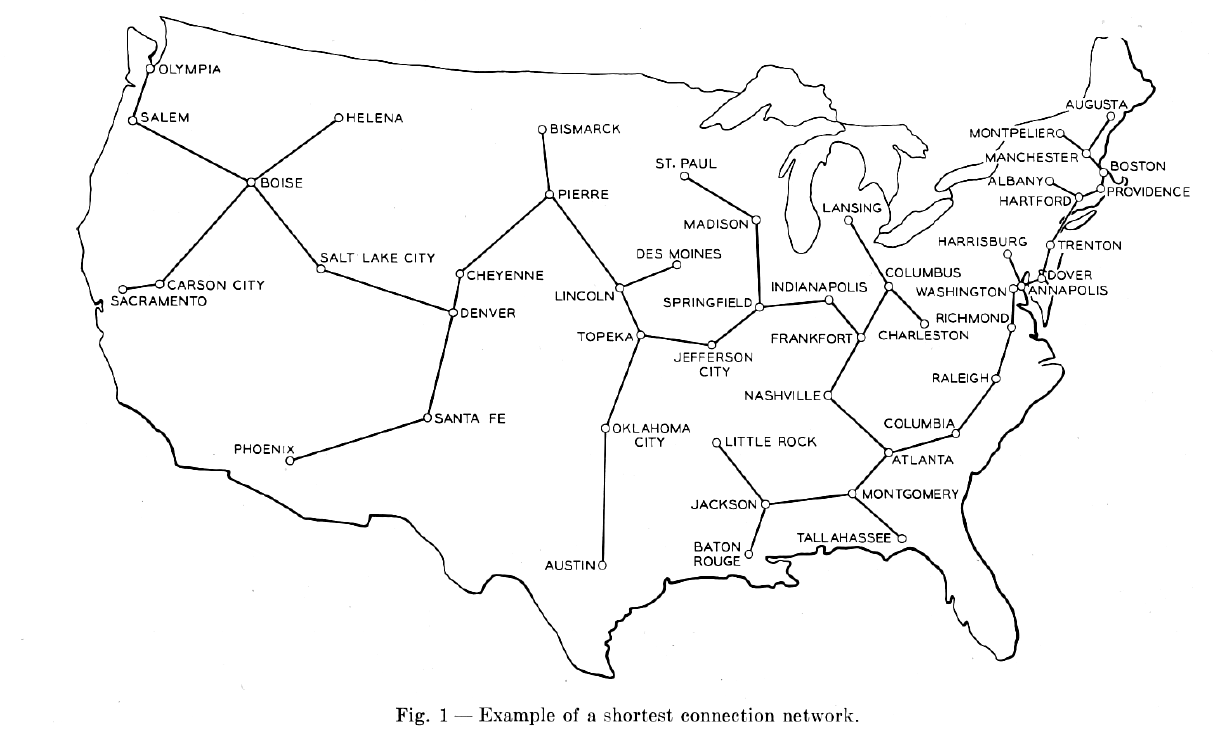 OLYMPIA
SALEM
HELENA
BOISE
BISMARCK
PIERRE
ST. PAUL
MADISON
LANSING
AUGUSTA
MONTPELIER
MANCHESTER
BOSTON
ALBANY
PROVIDENCE
HARTFORD
HARRISBURG
TRENTON
SALT LAKE CITY
CHEYENNE
DES MOINES
COLUMBUS
DOVER
CARSON CITY
SACRAMENTO
LINCOLN
INDIANAPOLIS
WASHINGTON
ANNAPOLIS
SPRINGFIELD
DENVER
RICHMOND
TOPEKA
FRANKFORT
CHARLESTON
JEFFERSON
CITY
RALEIGH
NASHVILLE
SANTA FE
COLUMBIA
OKLAHOMA
CITY
LITTLE ROCK
PHOENIX
ATLANTA
JACKSON
MONTGOMERY
TALLAHASSEE
BATON
ROUGE
AUSTIN
Fig. 1 — Example of a shortest connection network.